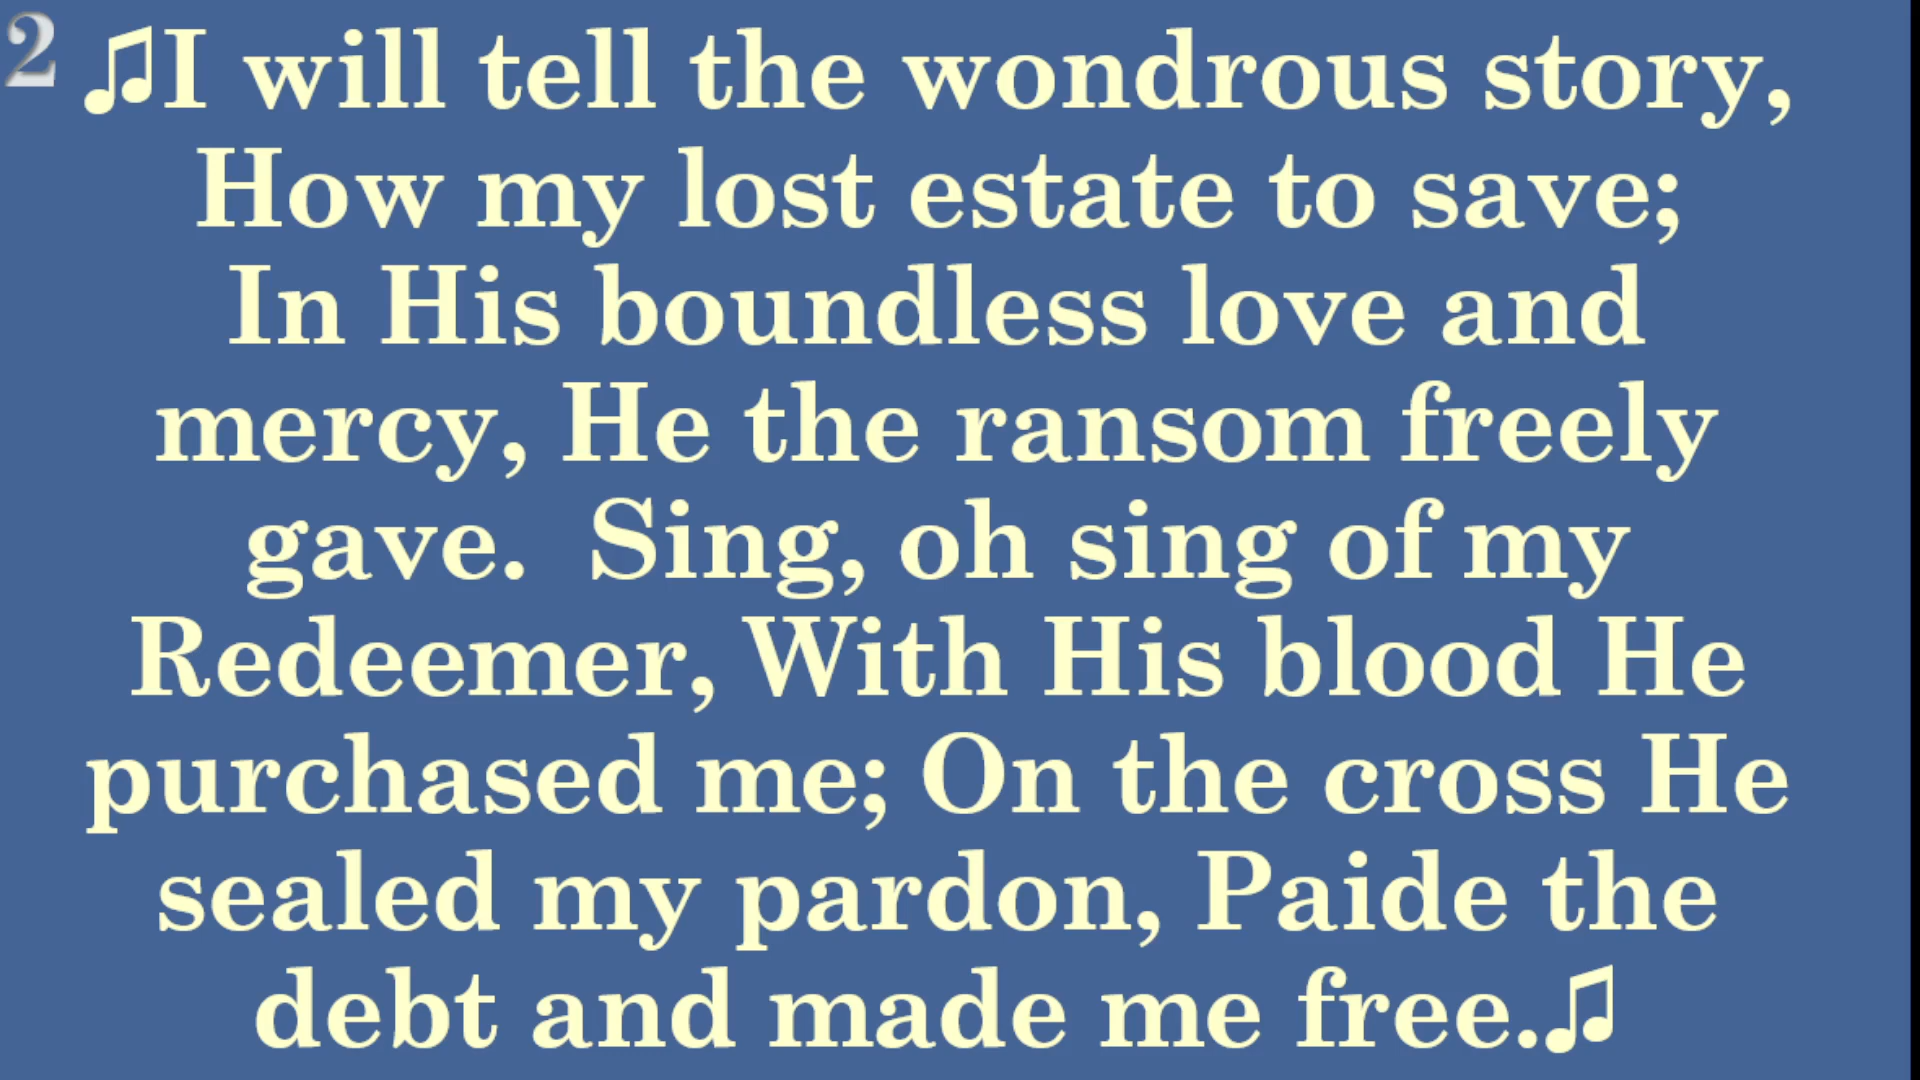 2 ♫I will tell the wondrous story,
How my lost estate to save;
In His boundless love and
mercy, He the ransom freely
gave.  Sing, oh sing of my
Redeemer, With His blood He
purchased me; On the cross He
sealed my pardon, Paide the
debt and made me free.♫